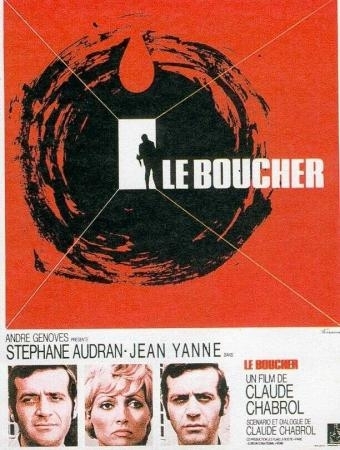 LE BOUCHER
ANDRE GENOVES PRESENTE
STEPHANE AUDRAN · JEAN YANNE DANS
LE BOUCHER
UN FILM DE
CLAUDE
CHABROL
SCENARIO ET DIALOGUE DE
CLAUDE CHABROL